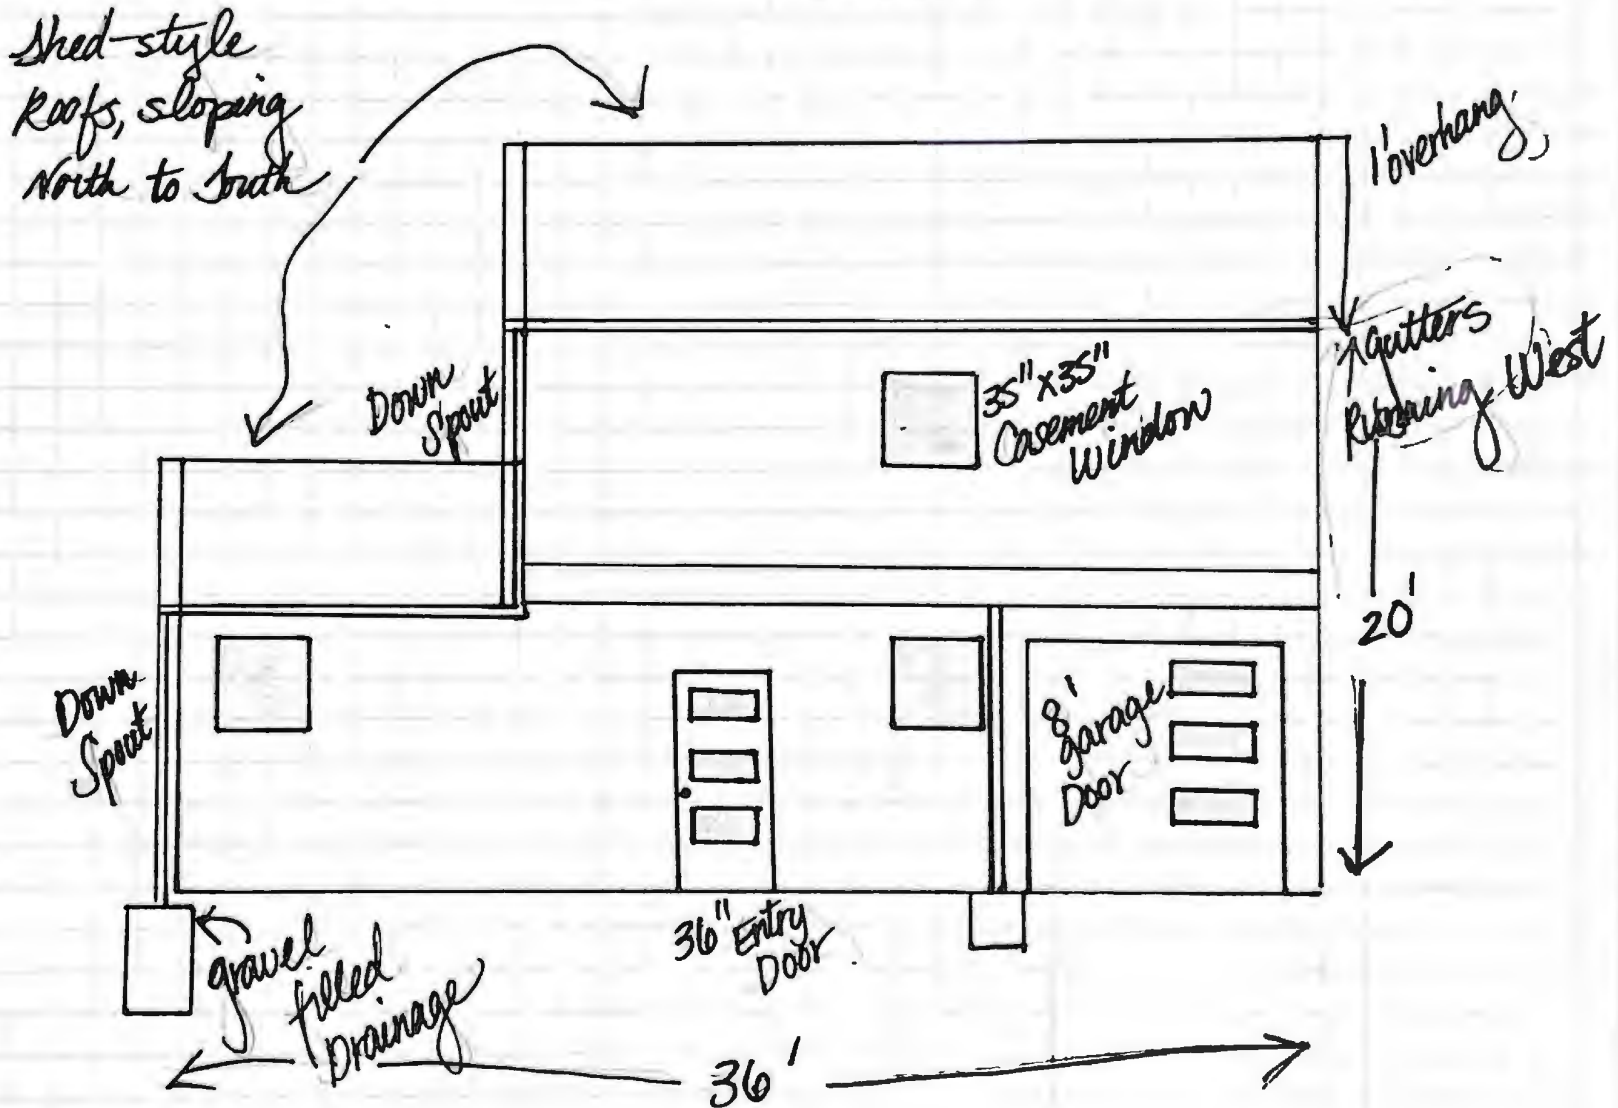 Shed-style
Roofs, sloping
North to South
1' overhang,
Gutters
Running West
Down
Spout
35" x 35"
Casement
Window
20'
Down
Spout
8'
Garage
Door
36" Entry
Door
gravel
filled
Drainage
36'